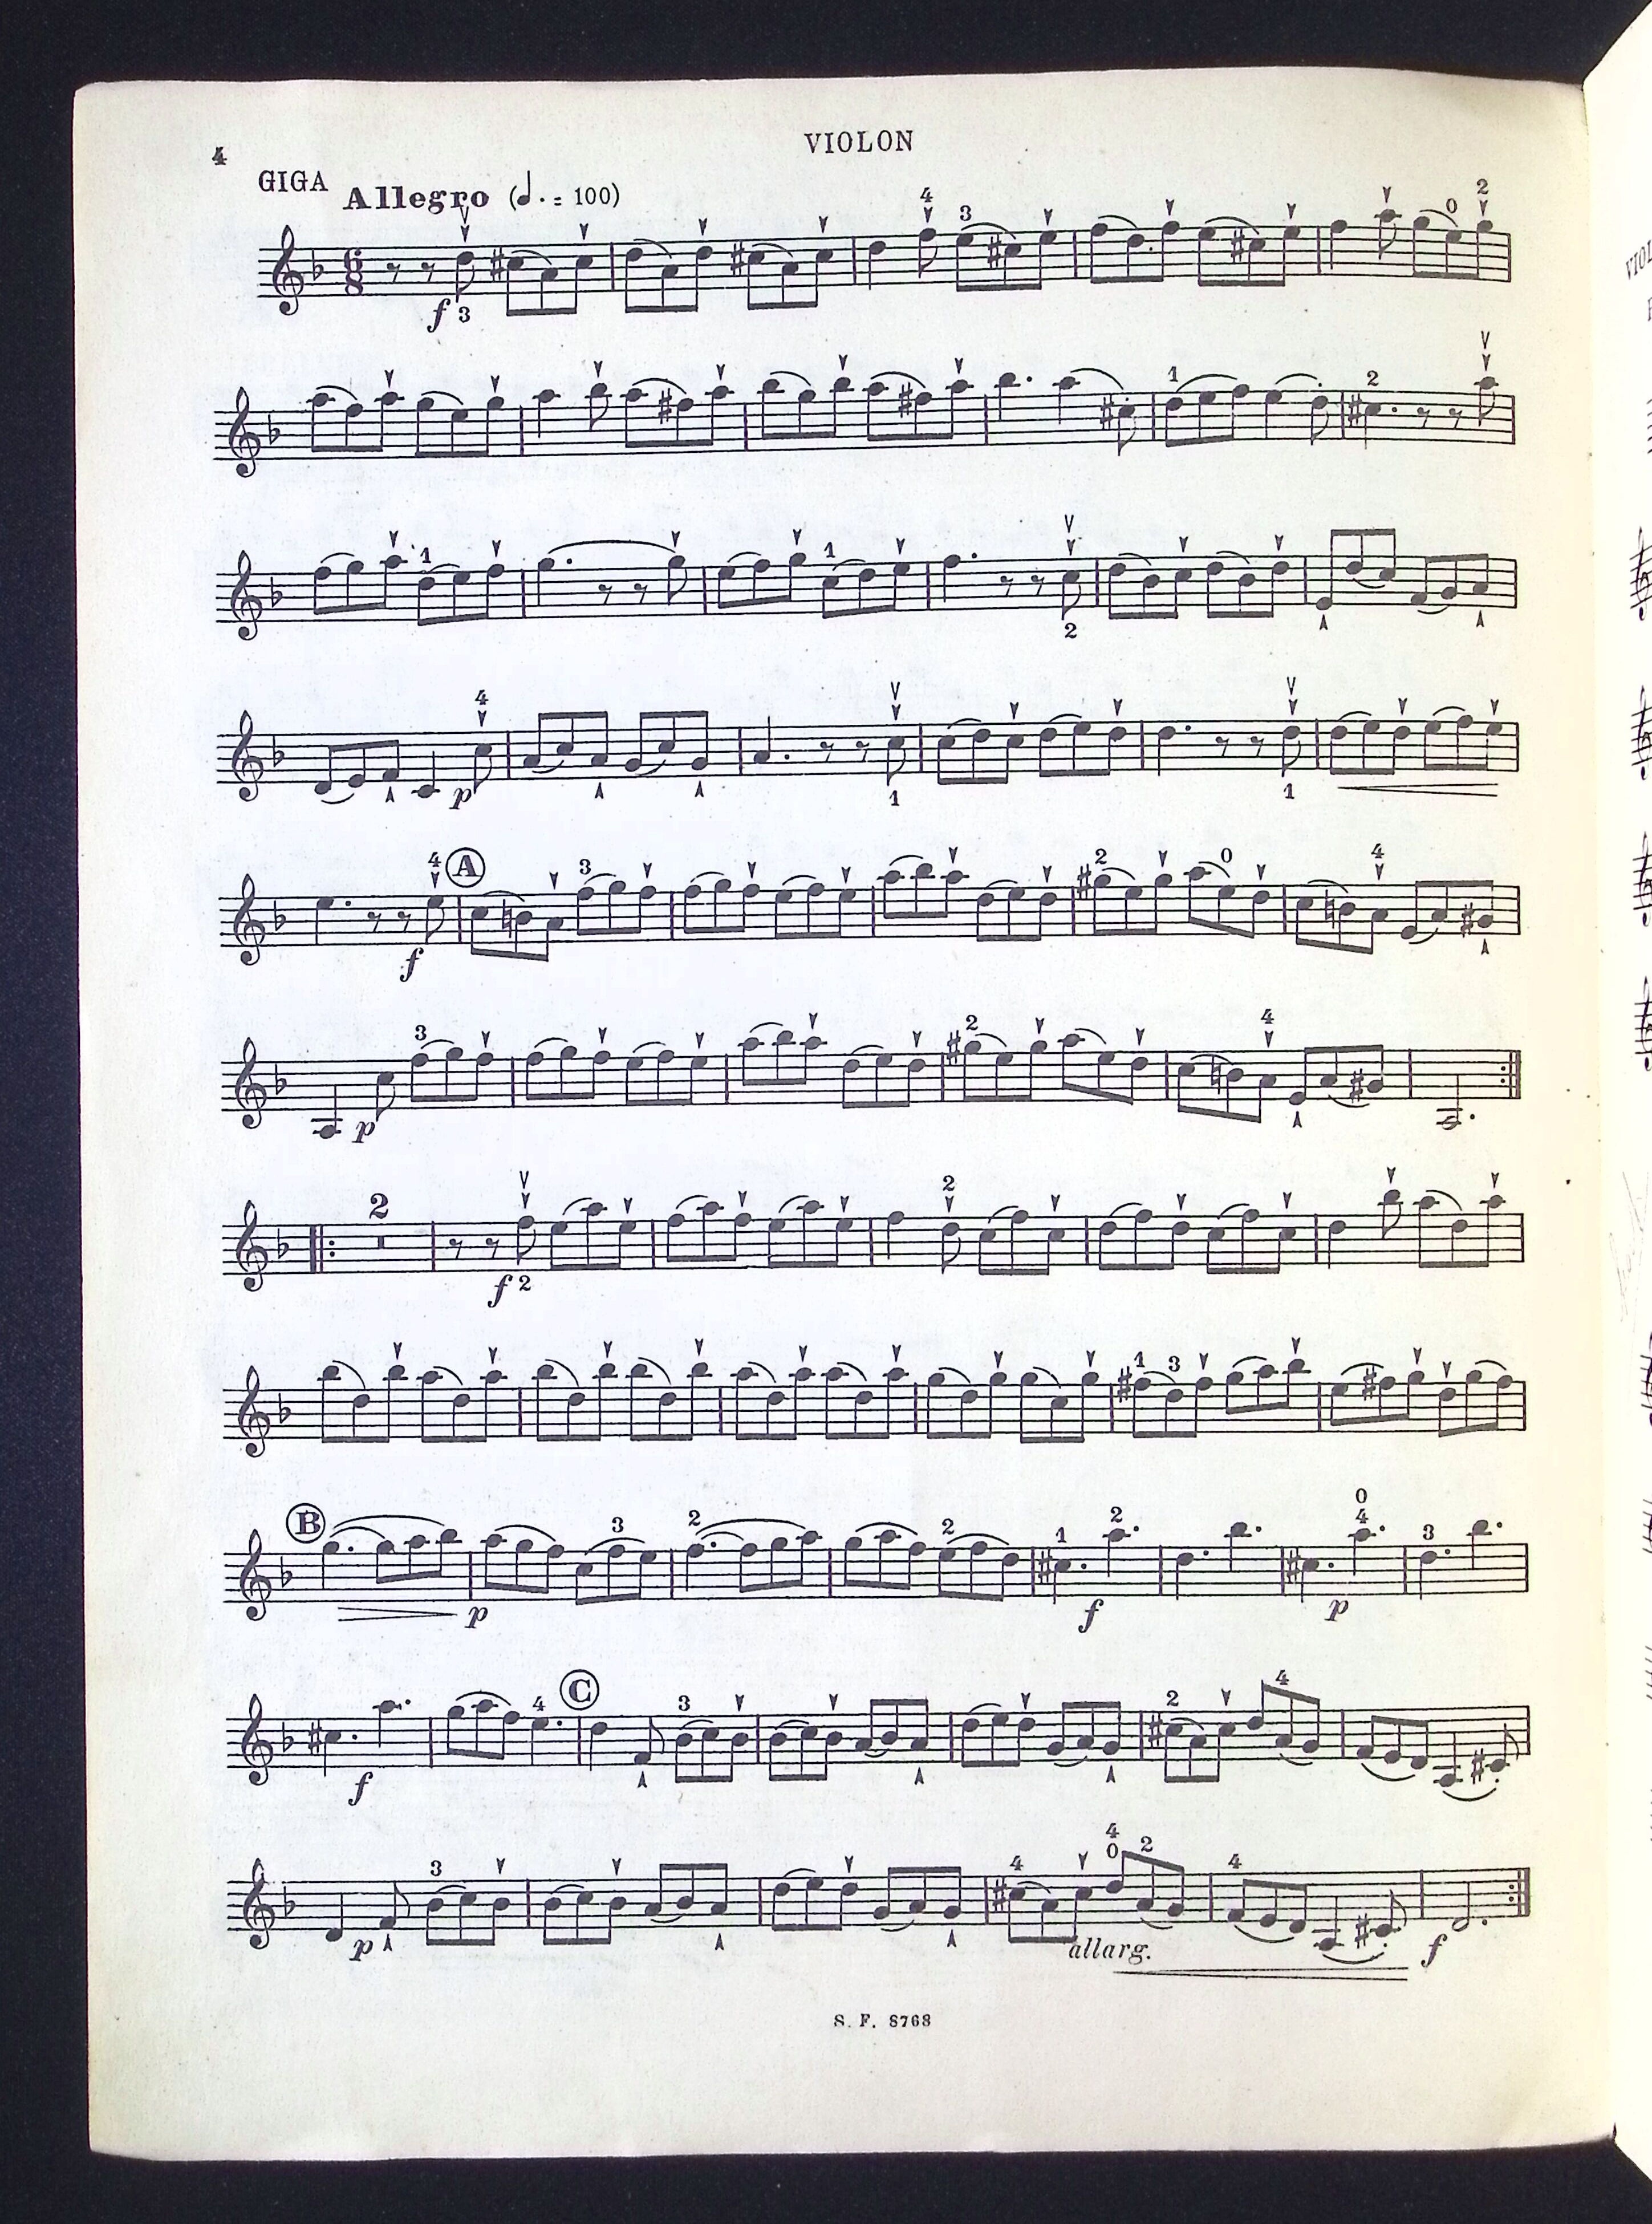 4
VIOLON
GIGA Allegro (♩. = 100)
4 3 0 2
6 8
f 3
1 2
1 1
2
4
p 1 1
4 A 3 2 0 4
f
3 2 4
p
2 2
f 2
1 3
B 3 2 2 1 2 0 4 3
p f p
4 C 3 2 4
f
3 4 4 0 2 4
p allarg. f
S. F. 8768